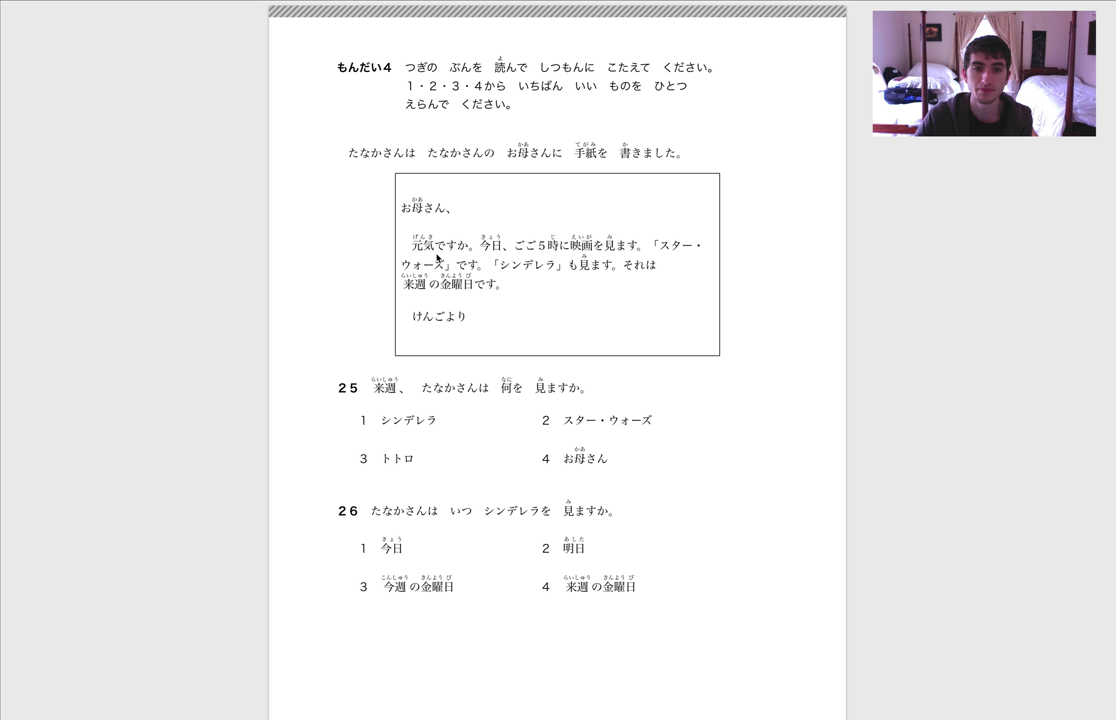 もんだい４　つぎの　ぶんを　読んで　しつもんに　こたえて　ください。
１・２・３・４から　いちばん　いい　ものを　ひとつ
えらんで　ください。
たなかさんは　たなかさんの　お母さんに　手紙を　書きました。
お母さん、
元気ですか。今日、ごご５時に映画を見ます。「スター・
ウォーズ」です。「シンデレラ」も見ます。それは
来週の金曜日です。
けんごより
２５　来週、　たなかさんは　何を　見ますか。
１　シンデレラ　２　スター・ウォーズ
３　トトロ　４　お母さん
２６　たなかさんは　いつ　シンデレラを　見ますか。
１　今日　２　明日
３　今週の金曜日　４　来週の金曜日